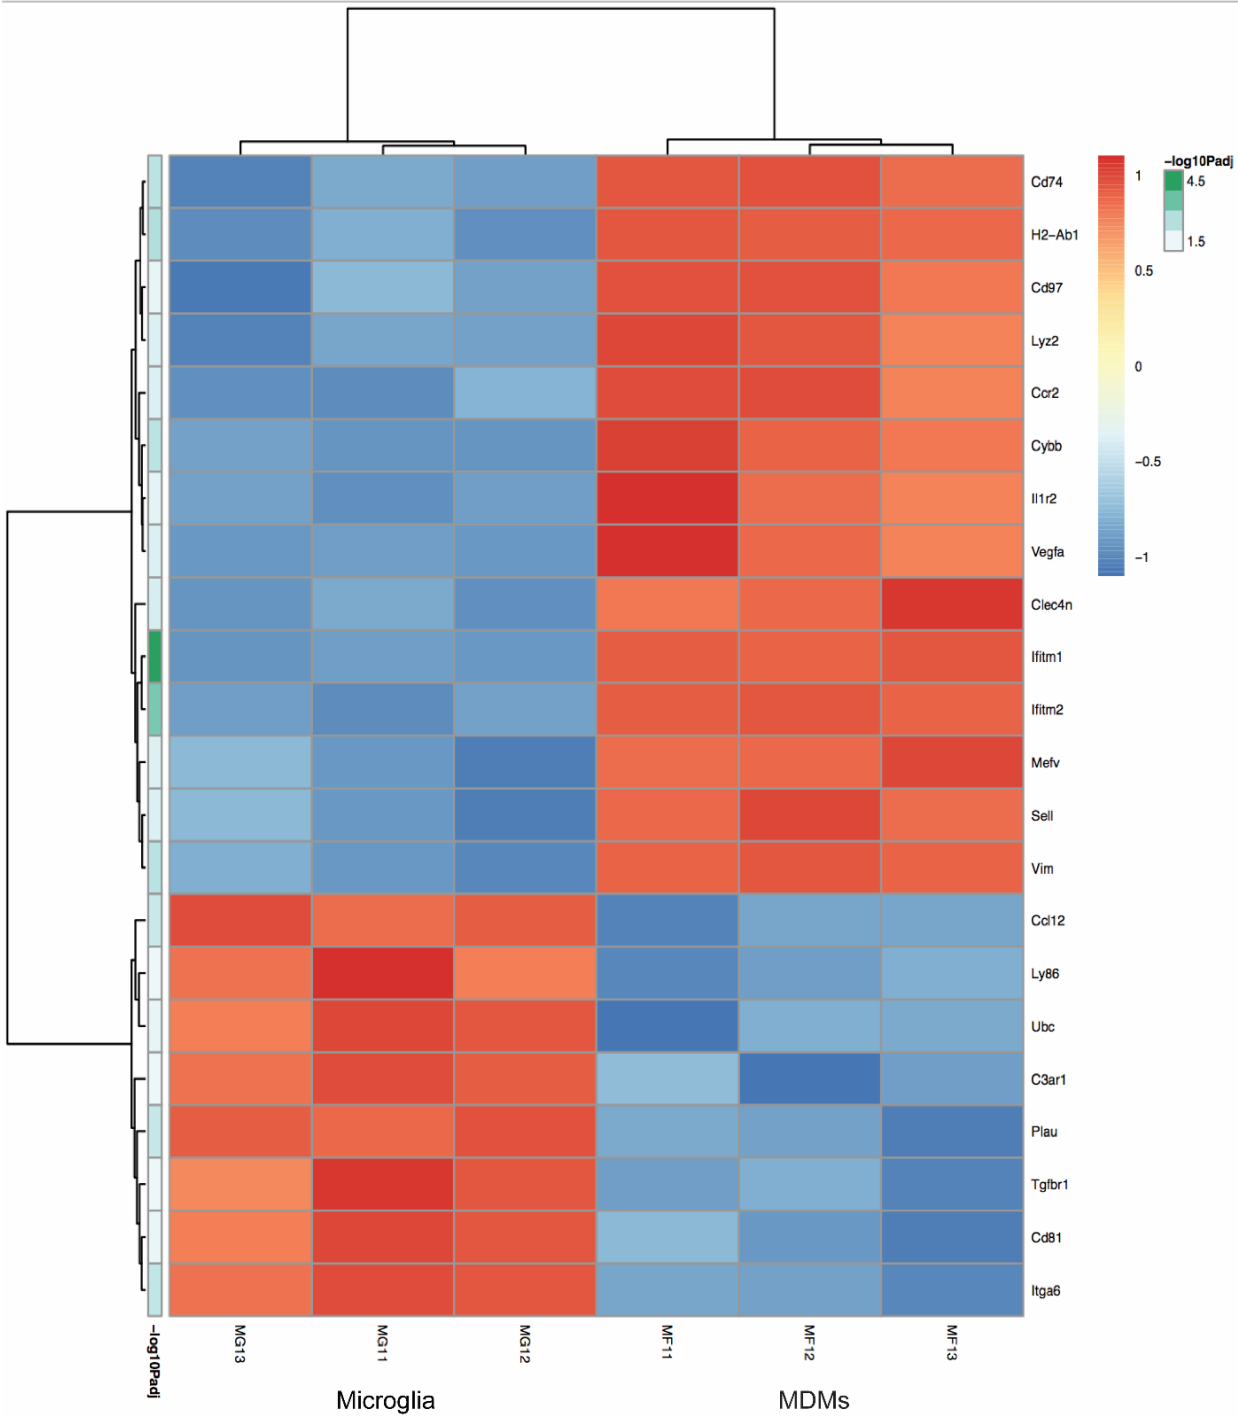 -log10Padj
4.5
1.5
1
0.5
0
−0.5
−1
Cd74
H2−Ab1
Cd97
Lyz2
Ccr2
Cybb
Il1r2
Vegfa
Clec4n
Ifitm1
Ifitm2
Mefv
Sell
Vim
Ccl12
Ly86
Ubc
C3ar1
Plau
Tgfbr1
Cd81
Itga6
−log10Padj
MG13
MG11
MG12
MF11
MF12
MF13
Microglia
MDMs